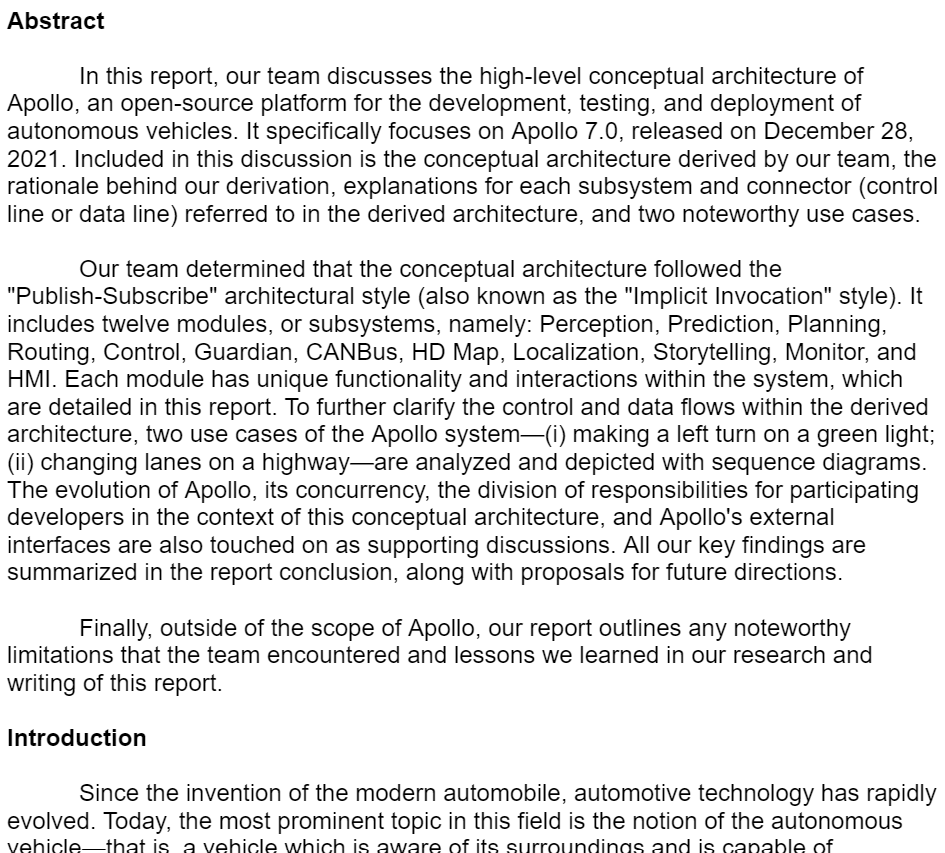 Abstract
In this report, our team discusses the high-level conceptual architecture of
Apollo, an open-source platform for the development, testing, and deployment of
autonomous vehicles. It specifically focuses on Apollo 7.0, released on December 28,
2021. Included in this discussion is the conceptual architecture derived by our team, the
rationale behind our derivation, explanations for each subsystem and connector (control
line or data line) referred to in the derived architecture, and two noteworthy use cases.
Our team determined that the conceptual architecture followed the
"Publish-Subscribe" architectural style (also known as the "Implicit Invocation" style). It
includes twelve modules, or subsystems, namely: Perception, Prediction, Planning,
Routing, Control, Guardian, CANBus, HD Map, Localization, Storytelling, Monitor, and
HMI. Each module has unique functionality and interactions within the system, which
are detailed in this report. To further clarify the control and data flows within the derived
architecture, two use cases of the Apollo system—(i) making a left turn on a green light;
(ii) changing lanes on a highway—are analyzed and depicted with sequence diagrams.
The evolution of Apollo, its concurrency, the division of responsibilities for participating
developers in the context of this conceptual architecture, and Apollo's external
interfaces are also touched on as supporting discussions. All our key findings are
summarized in the report conclusion, along with proposals for future directions.
Finally, outside of the scope of Apollo, our report outlines any noteworthy
limitations that the team encountered and lessons we learned in our research and
writing of this report.
Introduction
Since the invention of the modern automobile, automotive technology has rapidly
evolved. Today, the most prominent topic in this field is the notion of the autonomous
vehicle—that is, a vehicle which is aware of its surroundings and is capable of